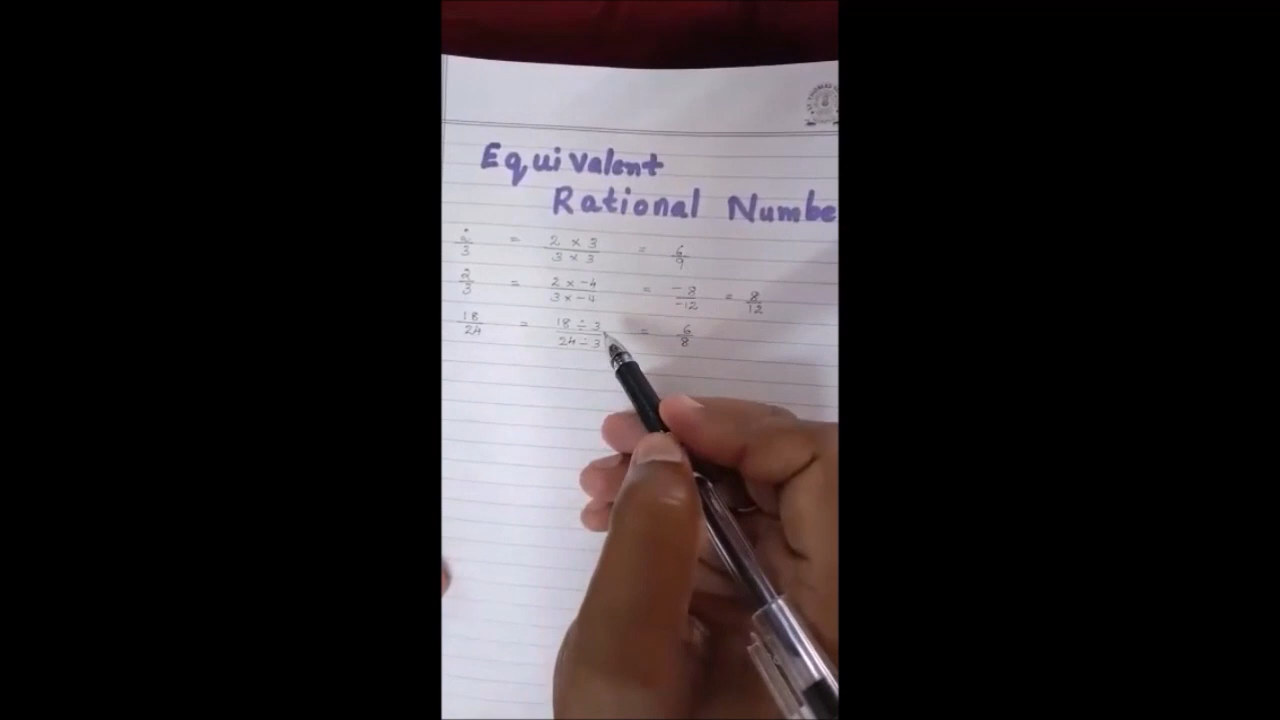 Equivalent
Rational Numbe
2/3 = 2 × 3 / 3 × 3 = 6/9
2/3 = 2 × -4 / 3 × -4 = -8/-12 = 8/12
18/24 = 18 ÷ 3 / 24 ÷ 3 = 6/8